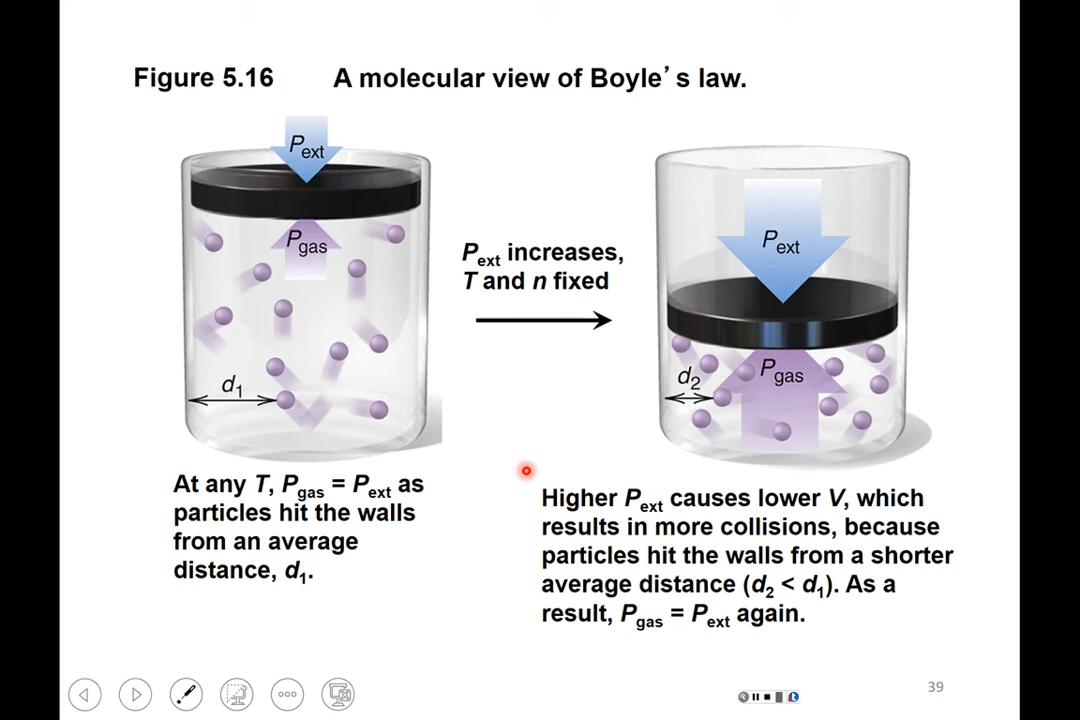 Figure 5.16 A molecular view of Boyle’s law.
Pext
Pgas
d1
Pext increases,
T and n fixed
Pext
Pgas
d2
At any T, Pgas = Pext as
particles hit the walls
from an average
distance, d1.
Higher Pext causes lower V, which
results in more collisions, because
particles hit the walls from a shorter
average distance (d2 < d1). As a
result, Pgas = Pext again.
39